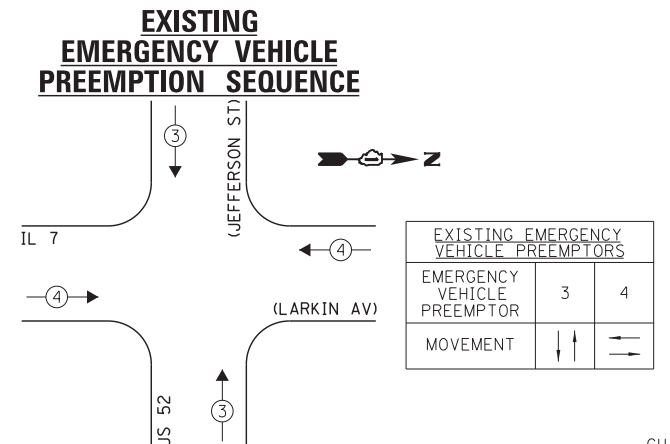 EXISTING
EMERGENCY VEHICLE
PREEMPTION SEQUENCE
3
(JEFFERSON ST)
N
IL 7
4
4
(LARKIN AV)
US 52
3
EXISTING EMERGENCY
VEHICLE PREEMPTORS
EMERGENCY
VEHICLE
PREEMPTOR
3
4
MOVEMENT